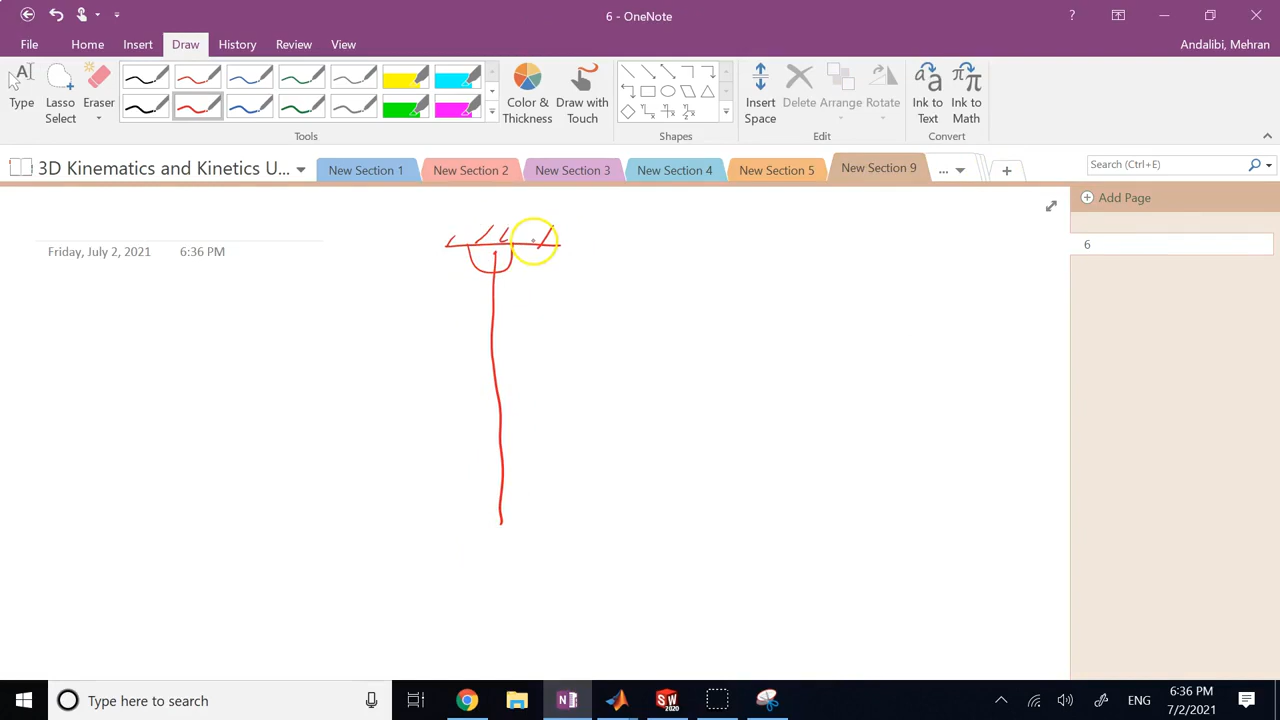 6 - OneNote
?
File Home Insert Draw History Review View
Andalibi, Mehran
Type
Lasso Select
Eraser
Color & Thickness
Draw with Touch
Insert Space
Delete
Arrange
Rotate
Ink to Text
Ink to Math
Tools
Shapes
Edit
Convert
3D Kinematics and Kinetics U...
New Section 1
New Section 2
New Section 3
New Section 4
New Section 5
New Section 9
...
Search (Ctrl+E)
Add Page
6
Friday, July 2, 2021 6:36 PM
Type here to search
ENG
6:36 PM
7/2/2021